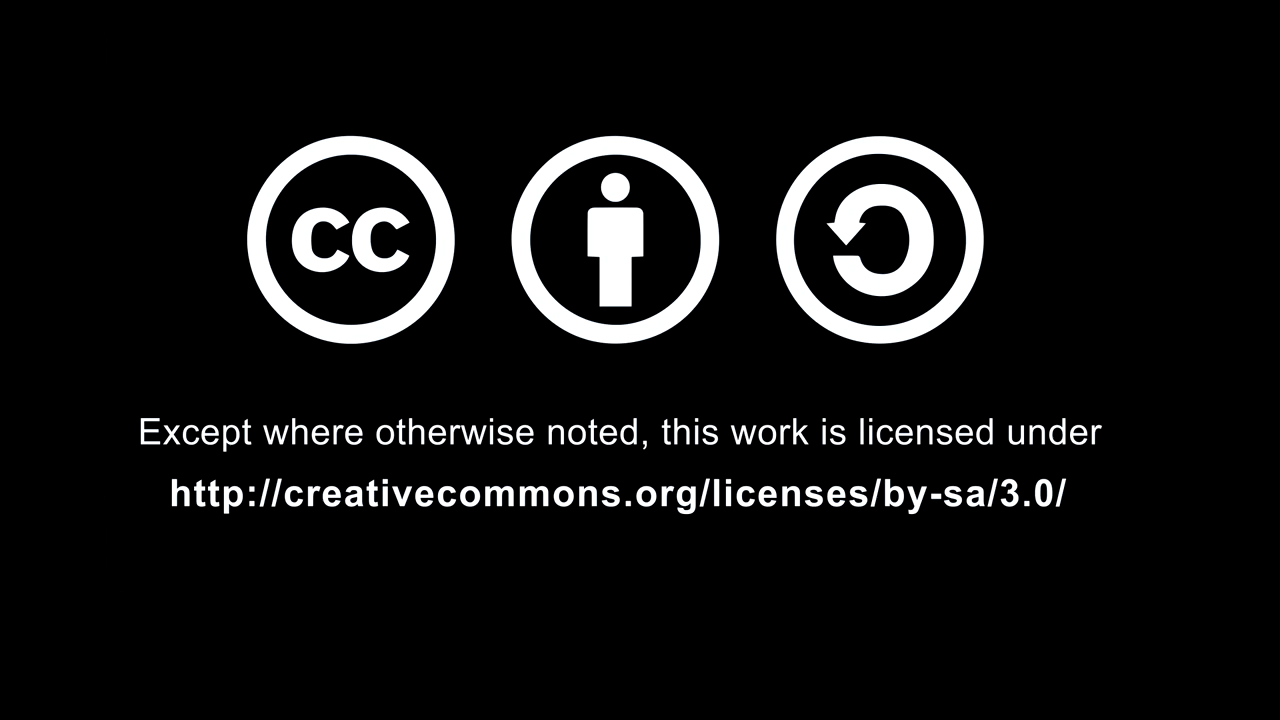 cc
Except where otherwise noted, this work is licensed under
http://creativecommons.org/licenses/by-sa/3.0/